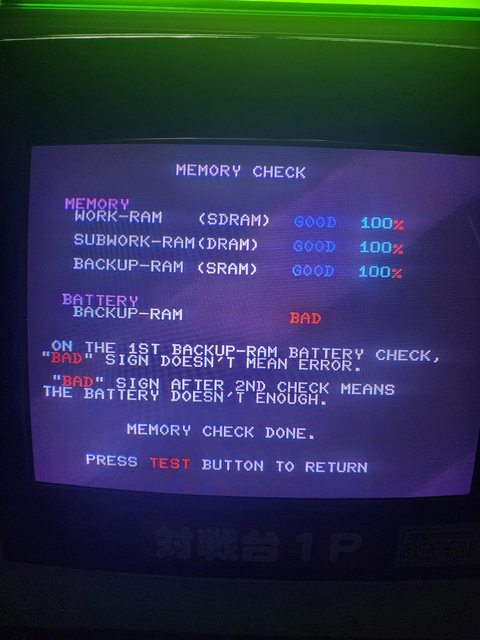 MEMORY CHECK
MEMORY
WORK-RAM (SDRAM) GOOD 100%
SUBWORK-RAM(DRAM) GOOD 100%
BACKUP-RAM (SRAM) GOOD 100%
BATTERY
BACKUP-RAM BAD
ON THE 1ST BACKUP-RAM BATTERY CHECK,
"BAD" SIGN DOESN'T MEAN ERROR.
"BAD" SIGN AFTER 2ND CHECK MEANS
THE BATTERY DOESN'T ENOUGH.
MEMORY CHECK DONE.
PRESS TEST BUTTON TO RETURN
対戦台1P